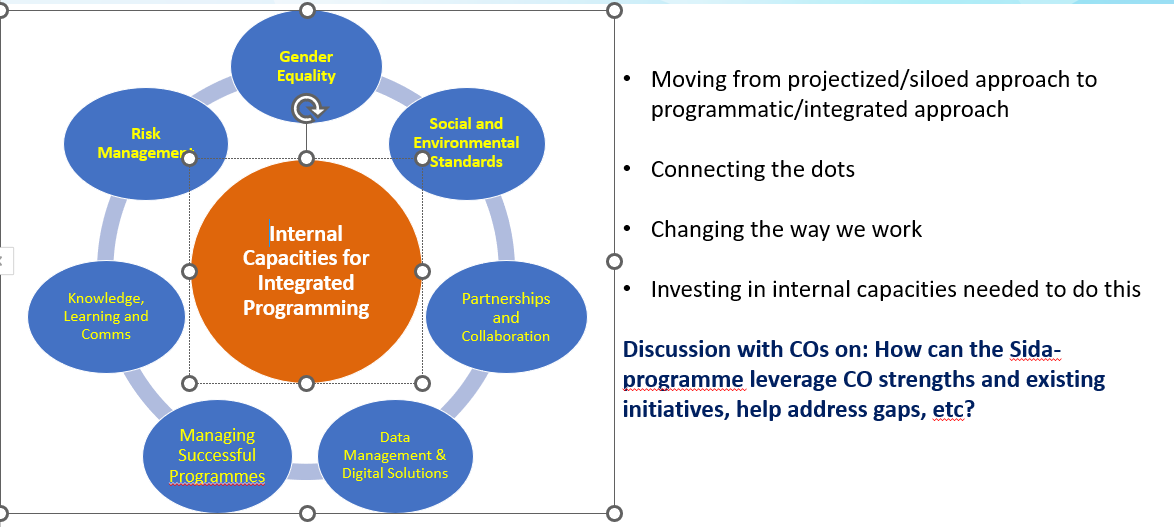 Gender
Equality
Social and
Environmental
Standards
Partnerships
and
Collaboration
Data
Management &
Digital Solutions
Managing
Successful
Programmes
Knowledge,
Learning and
Comms
Risk
Management
Internal
Capacities for
Integrated
Programming
• Moving from projectized/siloed approach to
programmatic/integrated approach
• Connecting the dots
• Changing the way we work
• Investing in internal capacities needed to do this
Discussion with COs on: How can the Sida-
programme leverage CO strengths and existing
initiatives, help address gaps, etc?